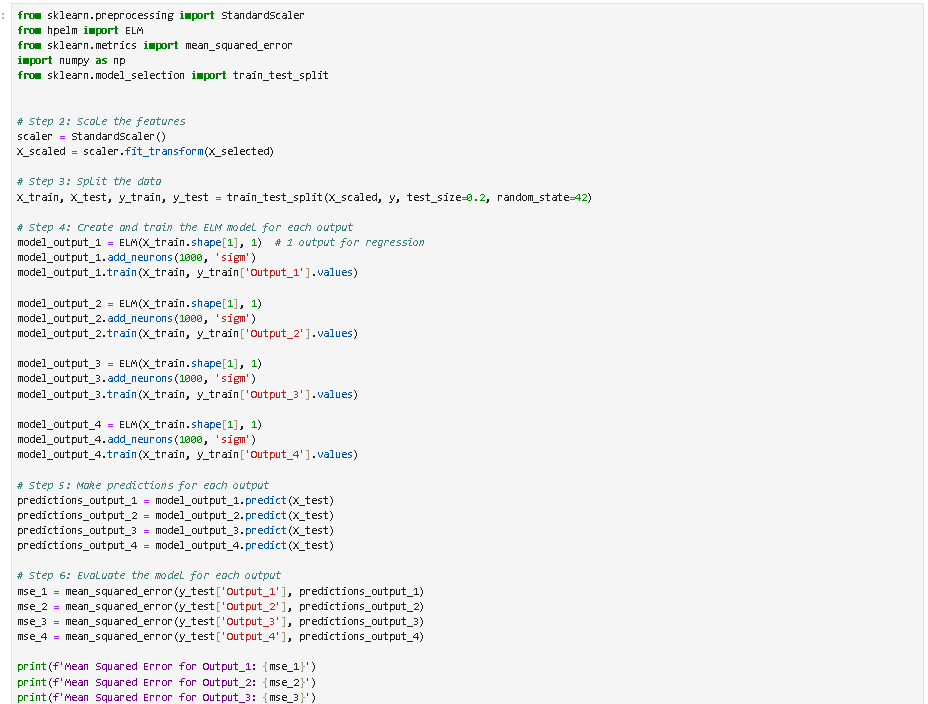 :
from sklearn.preprocessing import StandardScaler
from hpelm import ELM
from sklearn.metrics import mean_squared_error
import numpy as np
from sklearn.model_selection import train_test_split
# Step 2: Scale the features
scaler = StandardScaler()
X_scaled = scaler.fit_transform(X_selected)
# Step 3: Split the data
X_train, X_test, y_train, y_test = train_test_split(X_scaled, y, test_size=0.2, random_state=42)
# Step 4: Create and train the ELM model for each output
model_output_1 = ELM(X_train.shape[1], 1)  # 1 output for regression
model_output_1.add_neurons(1000, 'sigm')
model_output_1.train(X_train, y_train['Output_1'].values)
model_output_2 = ELM(X_train.shape[1], 1)
model_output_2.add_neurons(1000, 'sigm')
model_output_2.train(X_train, y_train['Output_2'].values)
model_output_3 = ELM(X_train.shape[1], 1)
model_output_3.add_neurons(1000, 'sigm')
model_output_3.train(X_train, y_train['Output_3'].values)
model_output_4 = ELM(X_train.shape[1], 1)
model_output_4.add_neurons(1000, 'sigm')
model_output_4.train(X_train, y_train['Output_4'].values)
# Step 5: Make predictions for each output
predictions_output_1 = model_output_1.predict(X_test)
predictions_output_2 = model_output_2.predict(X_test)
predictions_output_3 = model_output_3.predict(X_test)
predictions_output_4 = model_output_4.predict(X_test)
# Step 6: Evaluate the model for each output
mse_1 = mean_squared_error(y_test['Output_1'], predictions_output_1)
mse_2 = mean_squared_error(y_test['Output_2'], predictions_output_2)
mse_3 = mean_squared_error(y_test['Output_3'], predictions_output_3)
mse_4 = mean_squared_error(y_test['Output_4'], predictions_output_4)
print(f'Mean Squared Error for Output_1: {mse_1}')
print(f'Mean Squared Error for Output_2: {mse_2}')
print(f'Mean Squared Error for Output_3: {mse_3}')